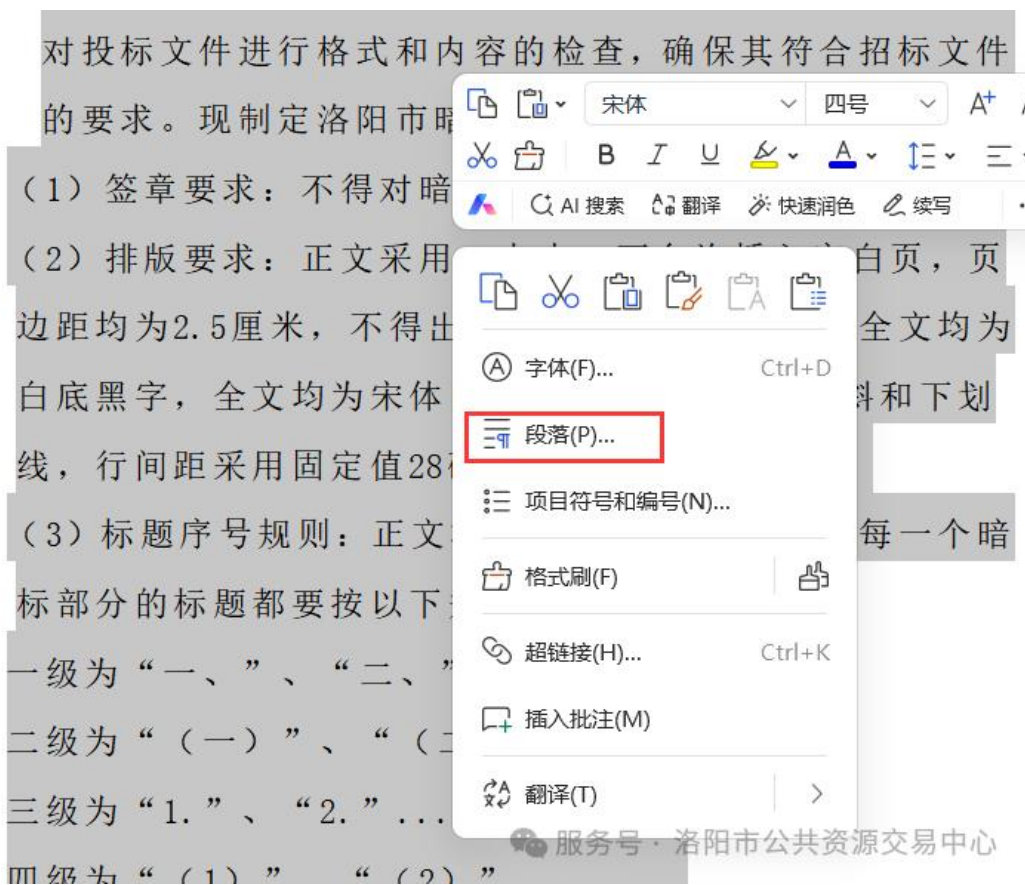 对投标文件进行格式和内容的检查，确保其符合招标文件
的要求。现制定洛阳市暗
宋体 四号 A+
（1）签章要求：不得对暗
B I U A
AI 搜索 翻译 快速润色 续写
（2）排版要求：正文采用 白页，页
边距均为2.5厘米，不得出 全文均为
字体(F)... Ctrl+D
白底黑字，全文均为宋体 和下划
段落(P)...
线，行间距采用固定值28
项目符号和编号(N)...
（3）标题序号规则：正文 每一个暗
格式刷(F)
标部分的标题都要按以下
超链接(H)... Ctrl+K
一级为“一、”、“二、”
插入批注(M)
二级为“（一）”、“（二
翻译(T)
三级为“1.”、“2.”...
服务号 · 洛阳市公共资源交易中心
四级为“（1）”、“（2）”